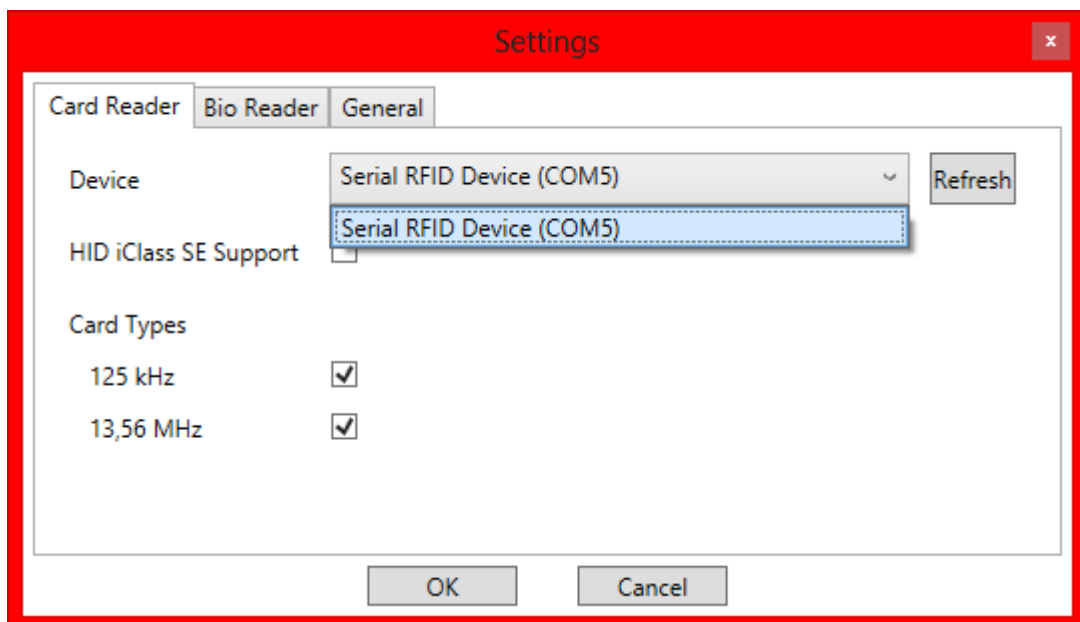 Settings
x
Card Reader Bio Reader General
Device Serial RFID Device (COM5) Refresh
Serial RFID Device (COM5)
HID iClass SE Support
Card Types
125 kHz
13,56 MHz
OK Cancel